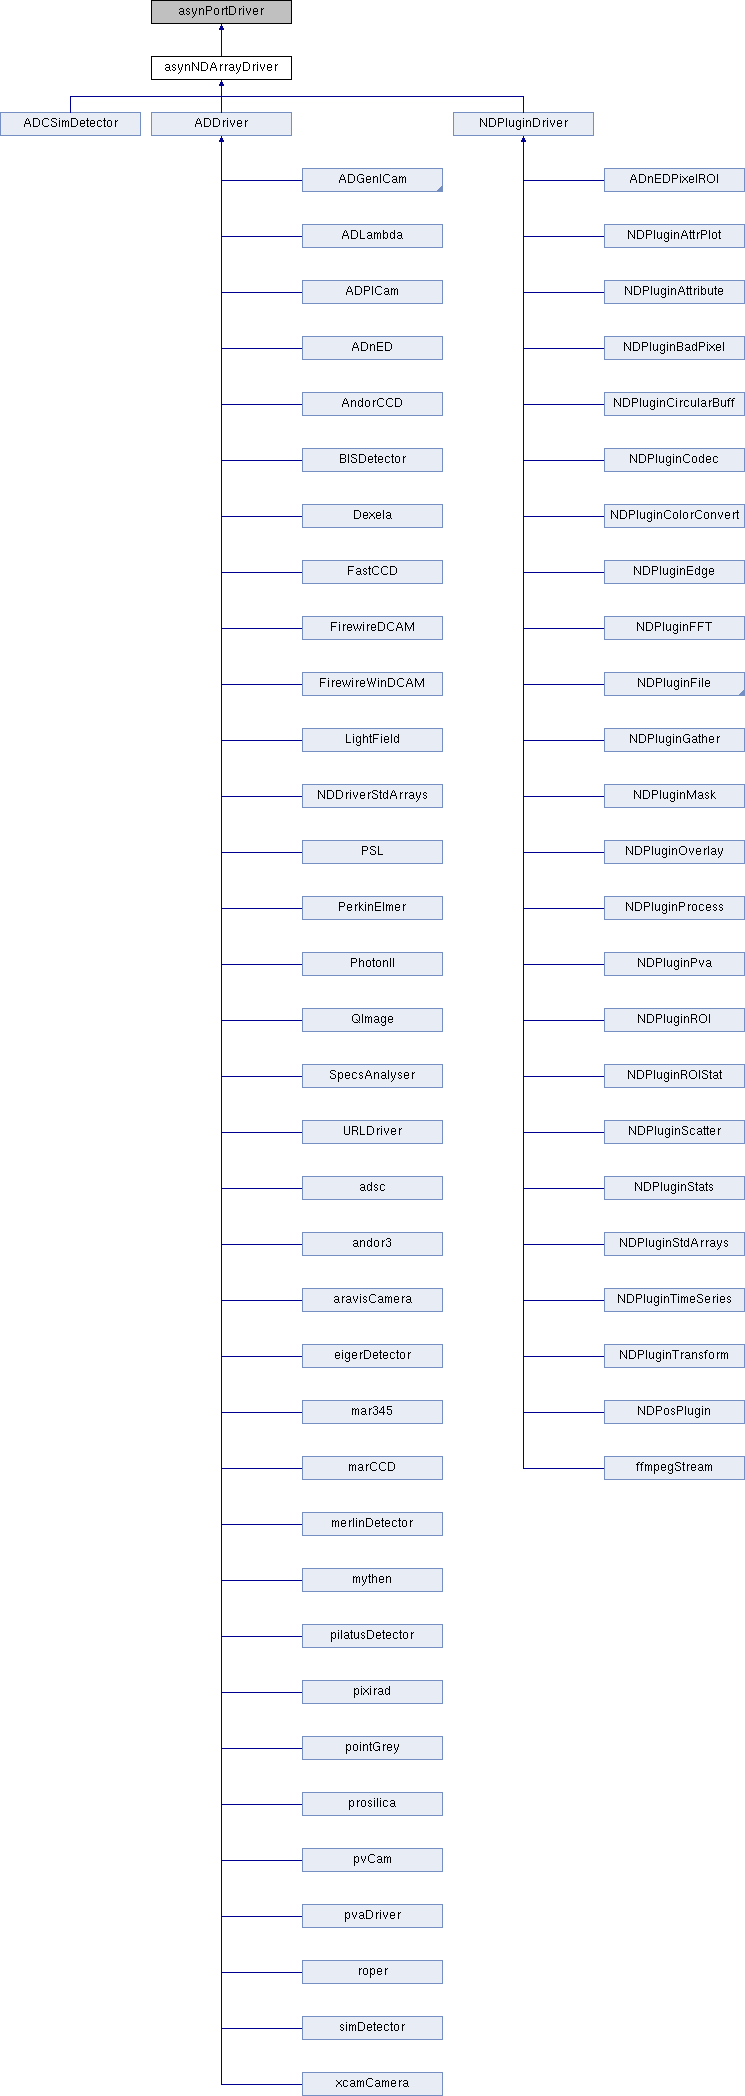 asynPortDriver
asynNDArrayDriver
ADCSimDetector ADDriver NDPluginDriver
ADGenICam ADnEDPixelROI
ADLambda NDPluginAttrPlot
ADPICam NDPluginAttribute
ADnED NDPluginBadPixel
AndorCCD NDPluginCircularBuff
BISDetector NDPluginCodec
Dexela NDPluginColorConvert
FastCCD NDPluginEdge
FirewireDCAM NDPluginFFT
FirewireWinDCAM NDPluginFile
LightField NDPluginGather
NDDriverStdArrays NDPluginMask
PSL NDPluginOverlay
PerkinElmer NDPluginProcess
PhotonII NDPluginPva
QImage NDPluginROI
SpecsAnalyser NDPluginROIStat
URLDriver NDPluginScatter
adsc NDPluginStats
andor3 NDPluginStdArrays
aravisCamera NDPluginTimeSeries
eigerDetector NDPluginTransform
mar345 NDPosPlugin
marCCD ffmpegStream
merlinDetector
mythen
pilatusDetector
pixirad
pointGrey
prosilica
pvCam
pvaDriver
roper
simDetector
xcamCamera